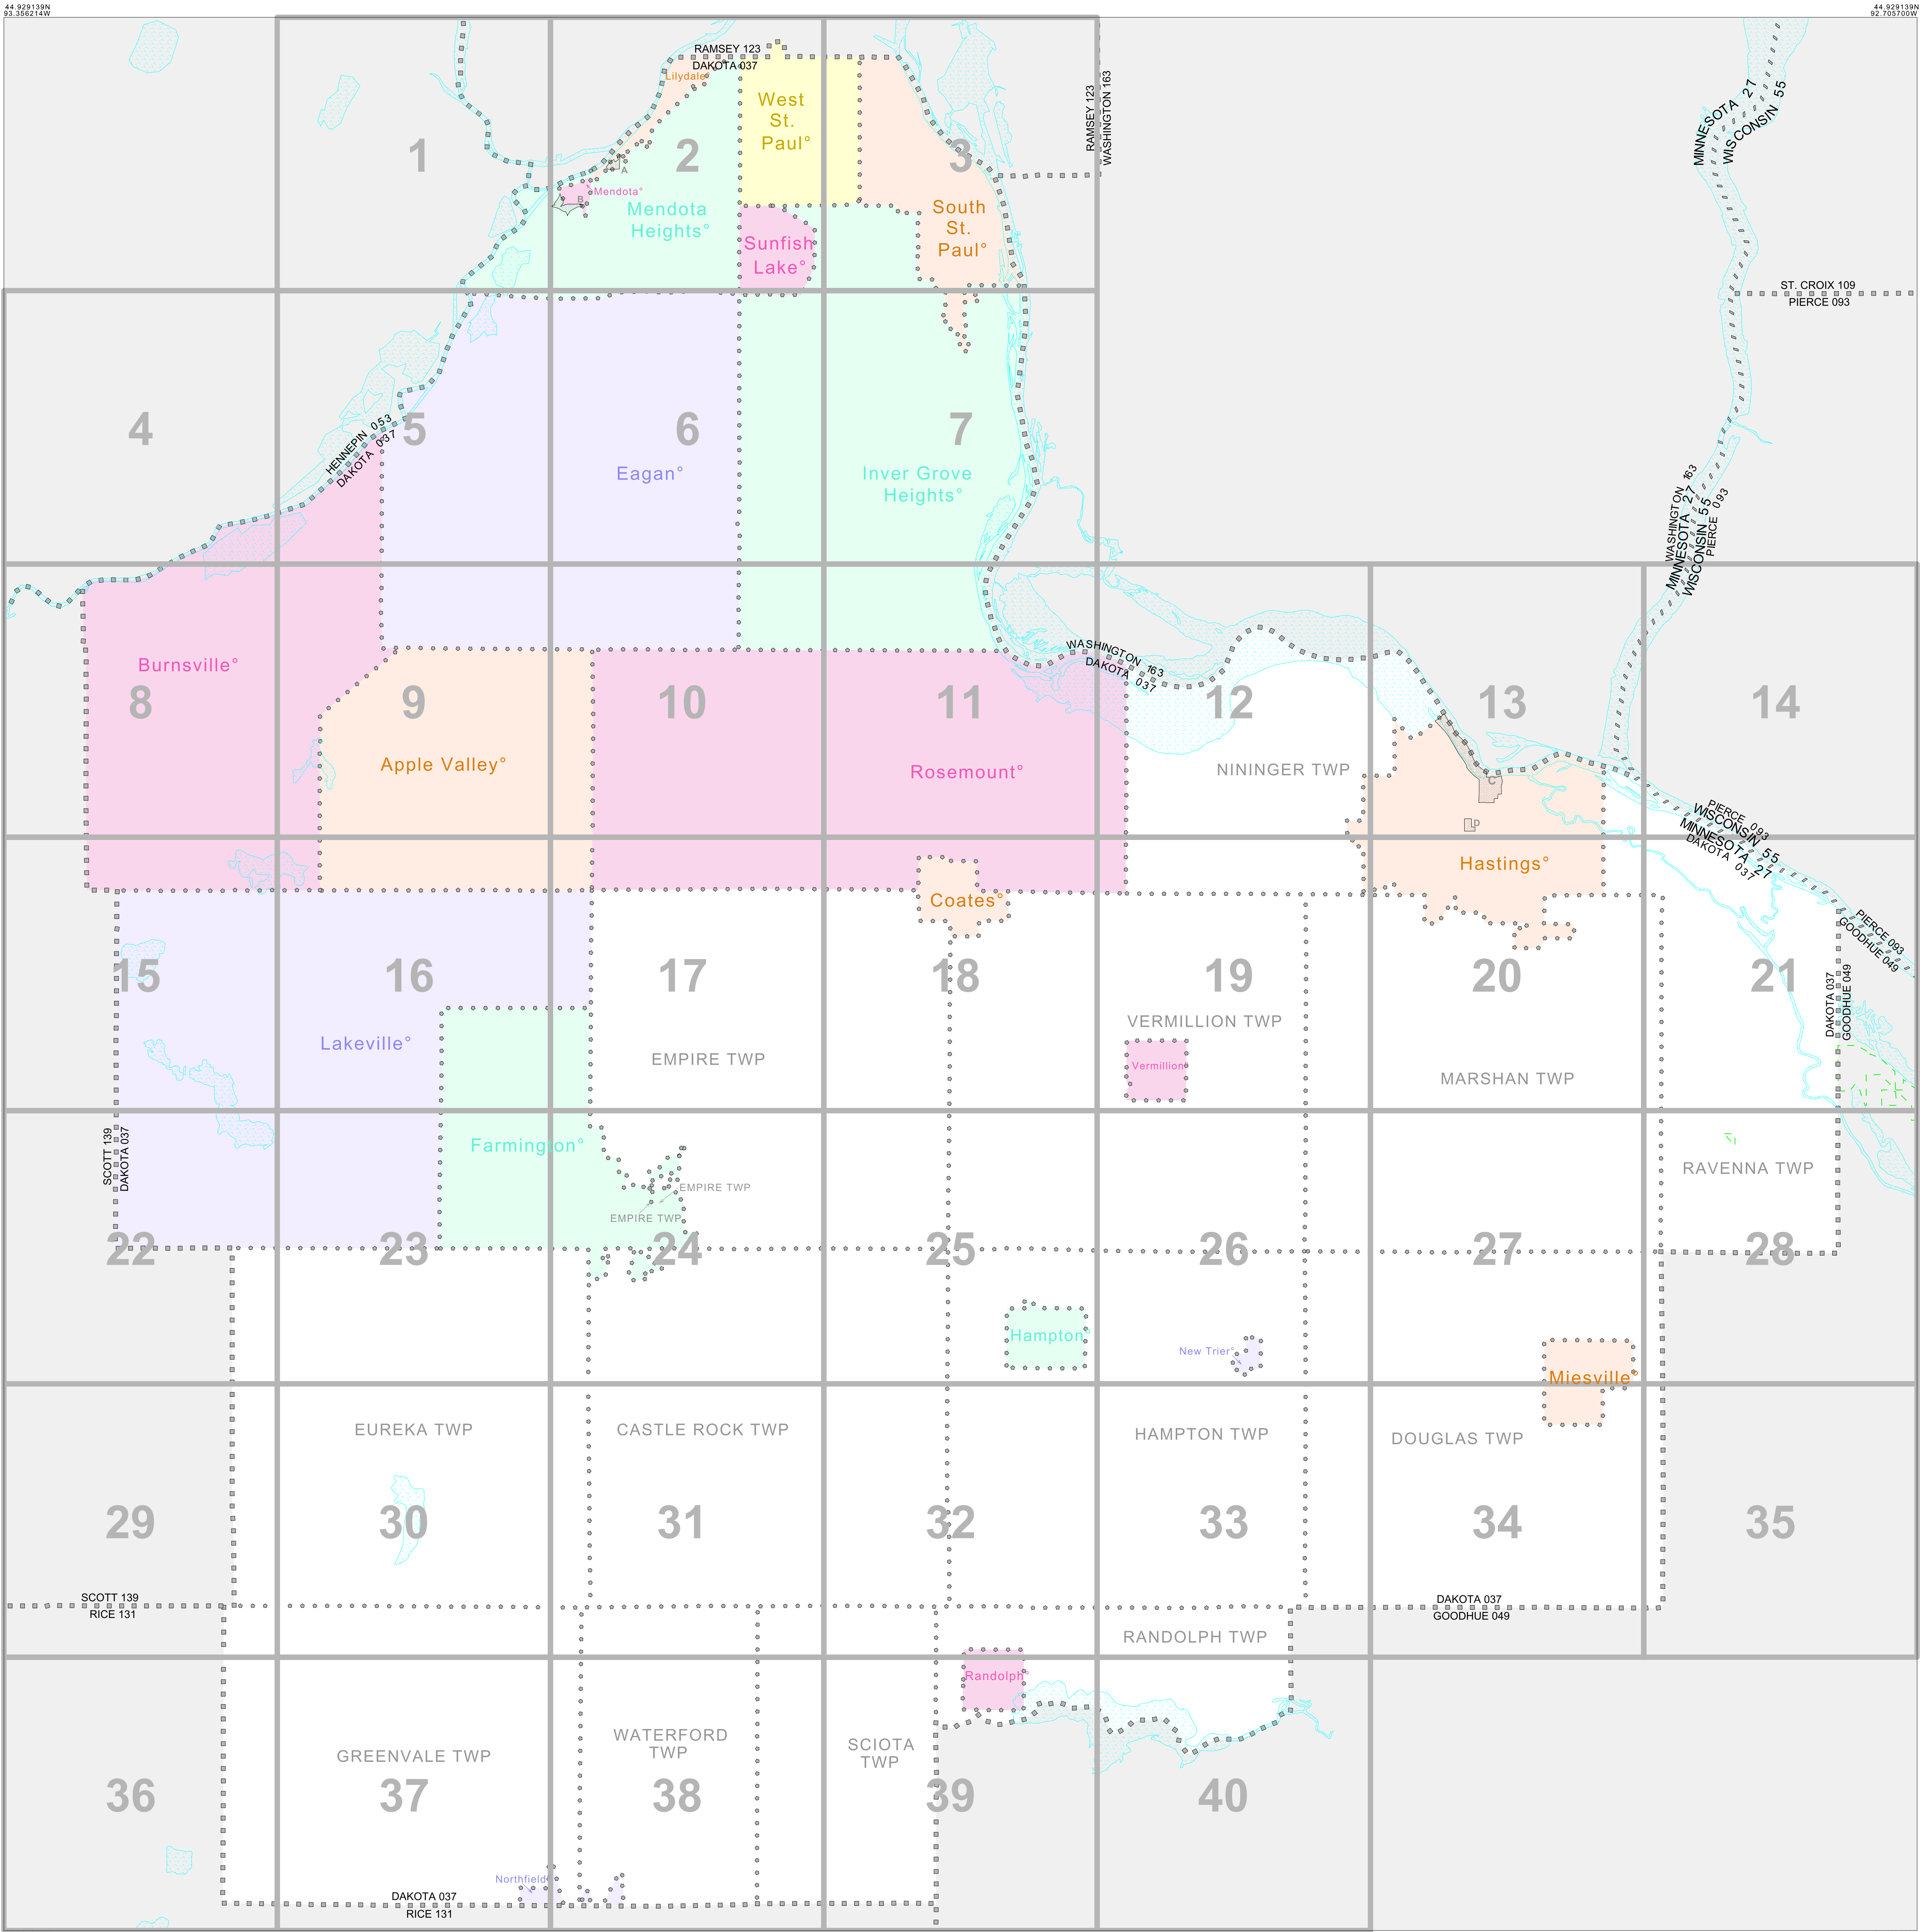 44.929139N
93.356214W
44.929139N
92.705700W
RAMSEY 123
DAKOTA 037
Lilydale°
RAMSEY 123
WASHINGTON 163
MINNESOTA 27
WISCONSIN 55
West
St.
Paul°
1
2
3
A
B
Mendota°
Mendota
Heights°
South
St.
Paul°
Sunfish
Lake°
ST. CROIX 109
PIERCE 093
4
5
6
7
HENNEPIN 053
DAKOTA 037
Eagan°
Inver Grove
Heights°
WASHINGTON 163
MINNESOTA 27
WISCONSIN 55
PIERCE 093
Burnsville°
WASHINGTON 163
DAKOTA 037
8
9
10
11
12
13
14
Apple Valley°
Rosemount°
NININGER TWP
C
D
PIERCE 093
WISCONSIN 55
MINNESOTA 27
DAKOTA 037
Hastings°
Coates°
PIERCE 093
GOODHUE 049
15
16
17
18
19
20
21
DAKOTA 037
GOODHUE 049
Lakeville°
EMPIRE TWP
VERMILLION TWP
Vermillion°
MARSHAN TWP
SCOTT 139
DAKOTA 037
Farmington°
RAVENNA TWP
EMPIRE TWP
EMPIRE TWP
22
23
24
25
26
27
28
Hampton°
New Trier°
Miesville°
EUREKA TWP
CASTLE ROCK TWP
HAMPTON TWP
DOUGLAS TWP
29
30
31
32
33
34
35
SCOTT 139
RICE 131
DAKOTA 037
GOODHUE 049
RANDOLPH TWP
Randolph°
GREENVALE TWP
WATERFORD
TWP
SCIOTA
TWP
36
37
38
39
40
Northfield°
DAKOTA 037
RICE 131